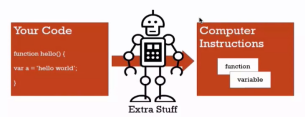 Your Code
function hello() {
var a = 'hello world';
}
Extra Stuff
Computer
Instructions
function
variable